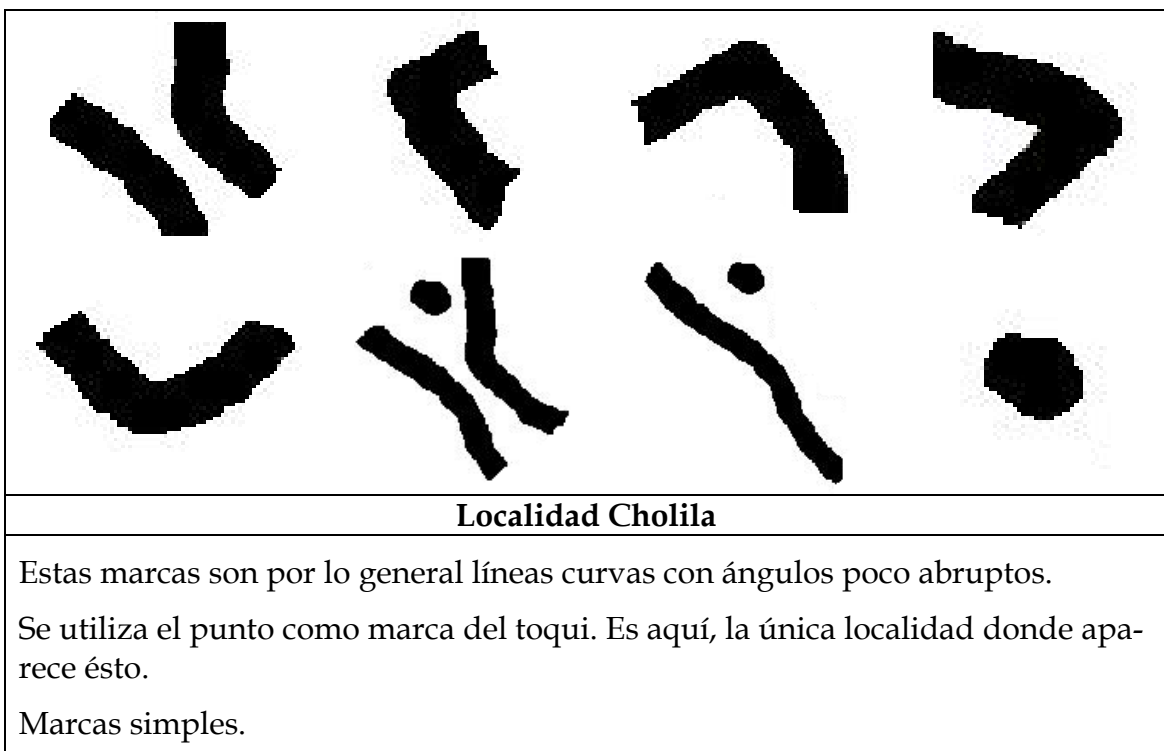 Localidad Cholila
Estas marcas son por lo general líneas curvas con ángulos poco abruptos.
Se utiliza el punto como marca del toqui. Es aquí, la única localidad donde apa-
rece ésto.
Marcas simples.